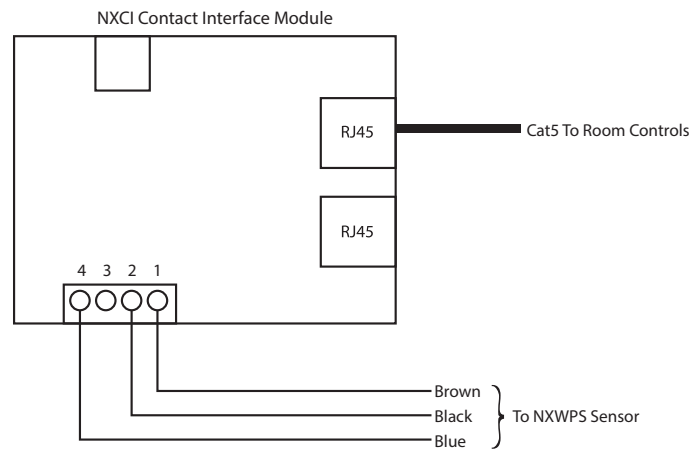 NXCI Contact Interface Module
RJ45
Cat5 To Room Controls
RJ45
4 3 2 1
Brown
Black
To NXWPS Sensor
Blue